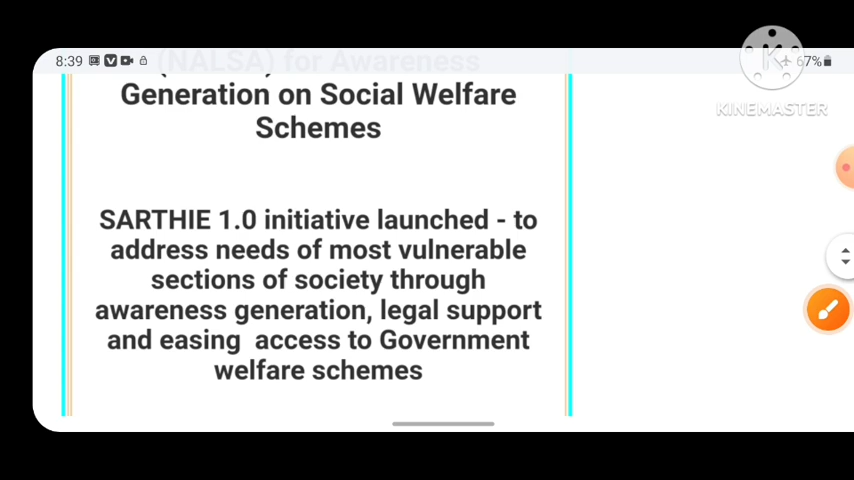 8:39
67%
(NALSA) for Awareness
Generation on Social Welfare
Schemes
KINEMASTER
SARTHIE 1.0 initiative launched - to
address needs of most vulnerable
sections of society through
awareness generation, legal support
and easing access to Government
welfare schemes